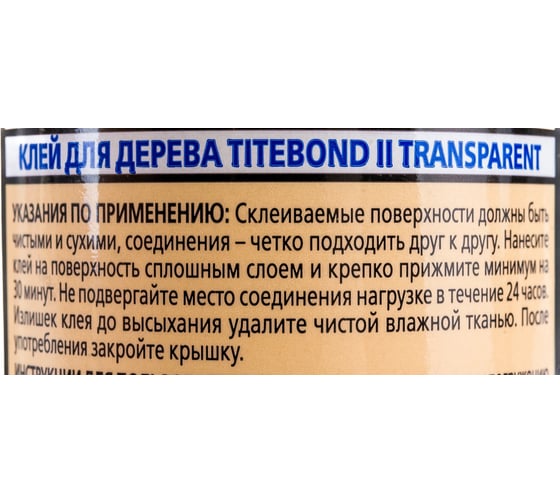 КЛЕЙ ДЛЯ ДЕРЕВА TITEBOND II TRANSPARENT
УКАЗАНИЯ ПО ПРИМЕНЕНИЮ: Склеиваемые поверхности должны быть
чистыми и сухими, соединения – четко подходить друг к другу. Нанесите
клей на поверхность сплошным слоем и крепко прижмите минимум на
30 минут. Не подвергайте место соединения нагрузке в течение 24 часов.
Излишек клея до высыхания удалите чистой влажной тканью. После
употребления закройте крышку.